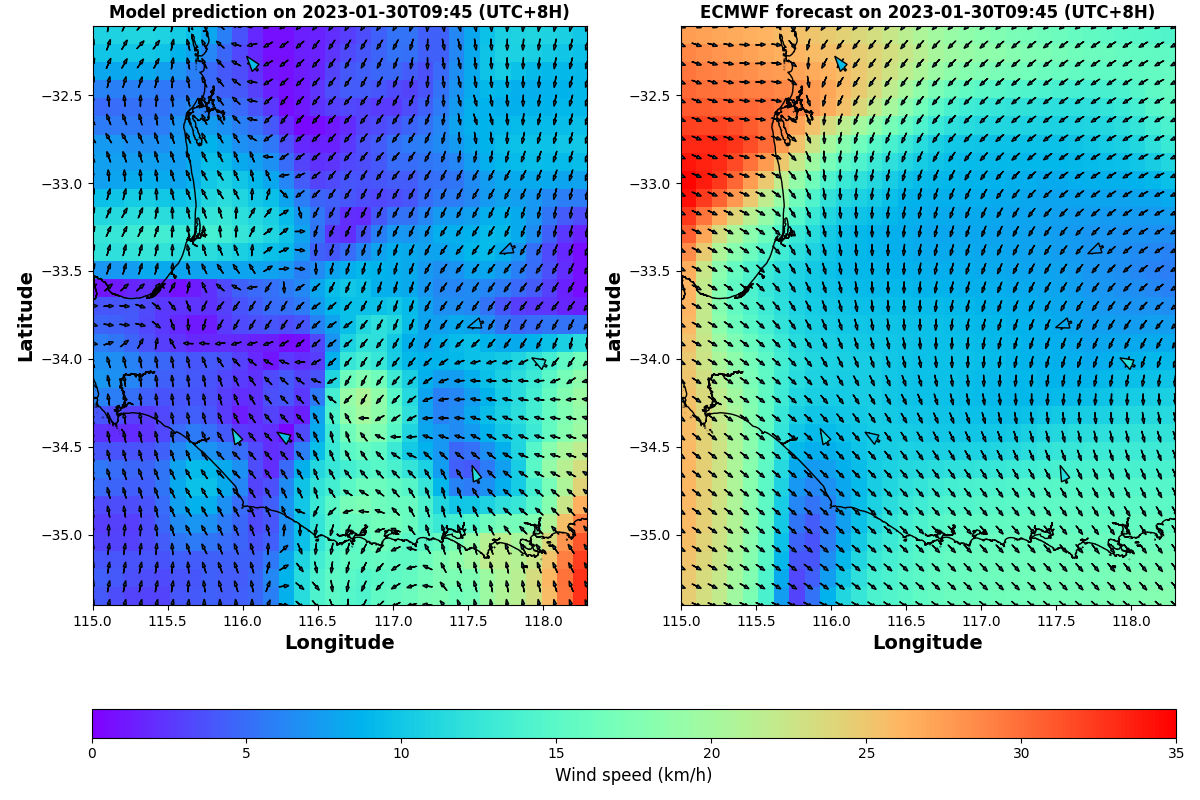 Model prediction on 2023-01-30T09:45 (UTC+8H)
ECMWF forecast on 2023-01-30T09:45 (UTC+8H)
Latitude
−32.5
−33.0
−33.5
−34.0
−34.5
−35.0
115.0 115.5 116.0 116.5 117.0 117.5 118.0
Longitude
Latitude
−32.5
−33.0
−33.5
−34.0
−34.5
−35.0
115.0 115.5 116.0 116.5 117.0 117.5 118.0
Longitude
0 5 10 15 20 25 30 35
Wind speed (km/h)